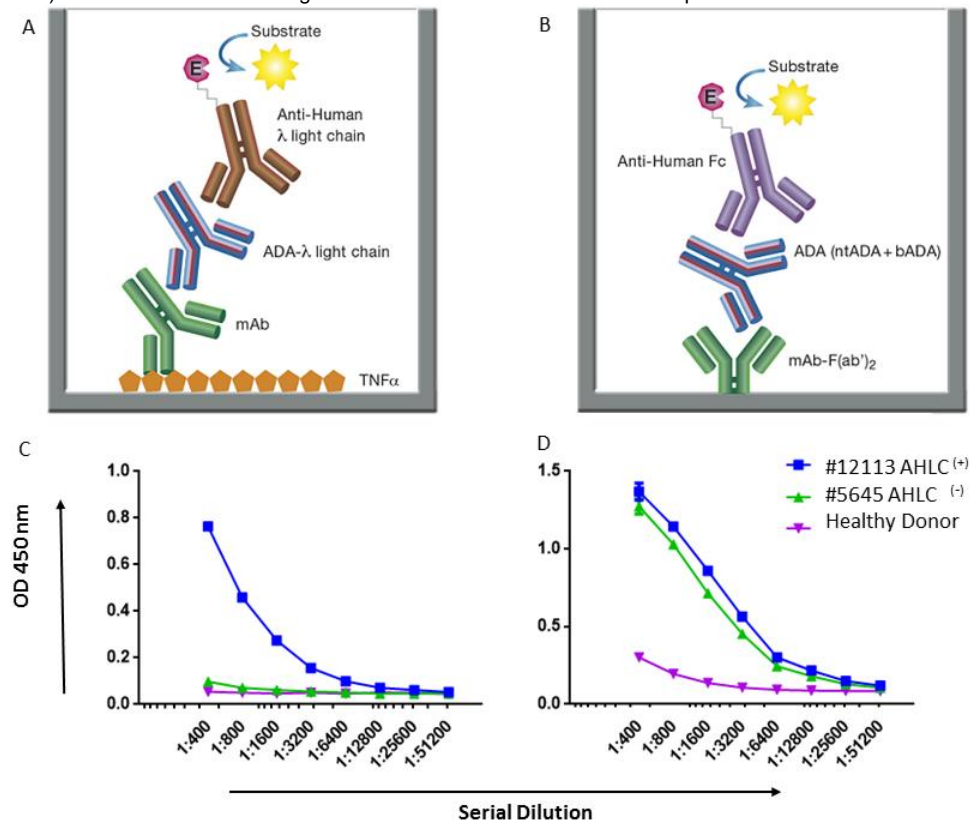 A
Substrate
E
Anti-Human
λ light chain
ADA-λ light chain
mAb
TNFα
B
Substrate
E
Anti-Human Fc
ADA (ntADA + bADA)
mAb-F(ab’)2
C
OD 450 nm
1.0
0.8
0.6
0.4
0.2
0.0
1:400
1:800
1:1600
1:3200
1:6400
1:12800
1:25600
1:51200
D
1.5
1.0
0.5
0.0
1:400
1:800
1:1600
1:3200
1:6400
1:12800
1:25600
1:51200
#12113 AHLC (+)
#5645 AHLC (-)
Healthy Donor
Serial Dilution